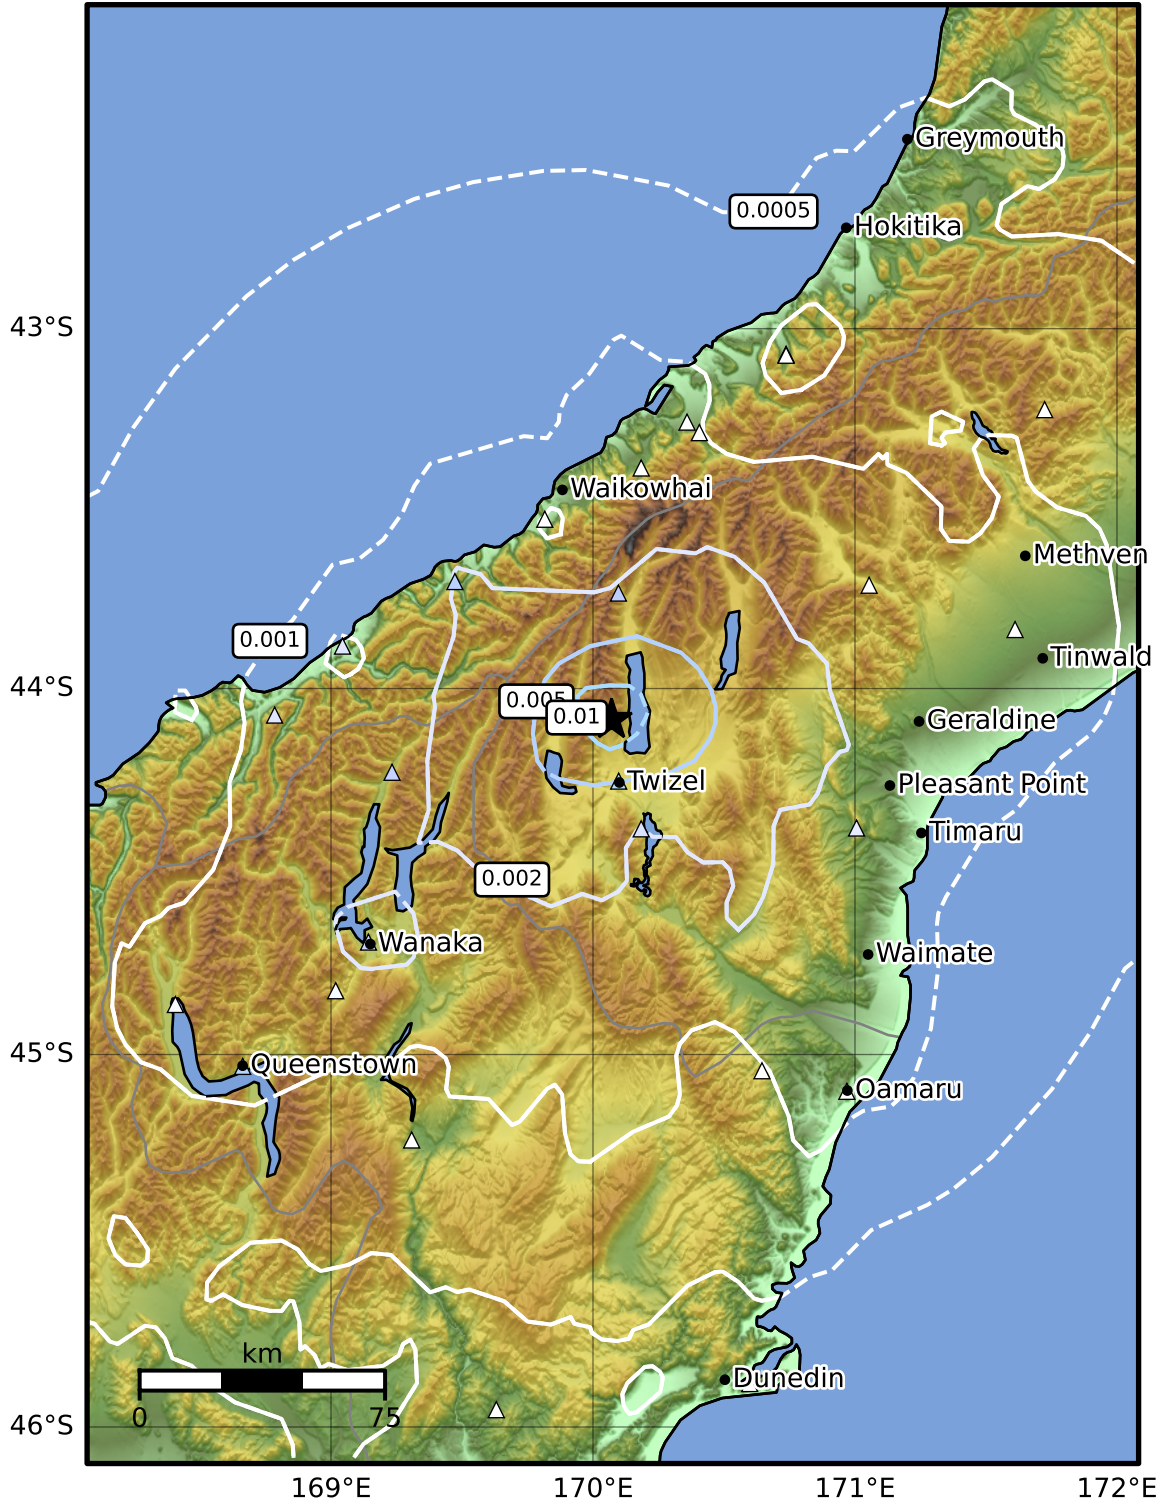 Greymouth
0.0005
Hokitika
43°S
Waikowhai
Methven
0.001
Tinwald
44°S
0.005
0.01
Geraldine
Twizel
Pleasant Point
Timaru
0.002
Wanaka
Waimate
45°S
Queenstown
Oamaru
km
0 75
Dunedin
46°S
169°E 170°E 171°E 172°E